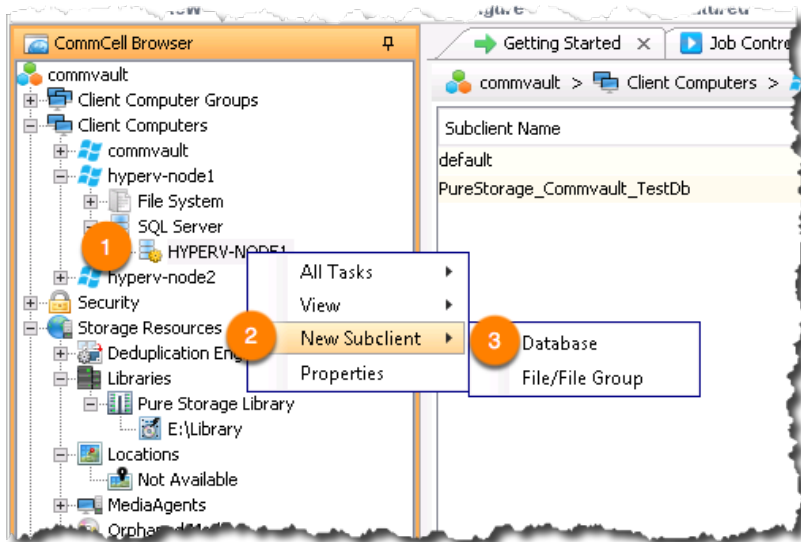 CommCell Browser
commvault
Client Computer Groups
Client Computers
commvault
hyperv-node1
File System
SQL Server
1
HYPERV-NODE1
hyperv-node2
Security
Storage Resources
Deduplication Eng
Libraries
Pure Storage Library
E:\Library
Locations
Not Available
MediaAgents
All Tasks
View
2
New Subclient
Properties
3
Database
File/File Group
Getting Started
Job Contro
commvault > Client Computers >
Subclient Name
default
PureStorage_Commvault_TestDb